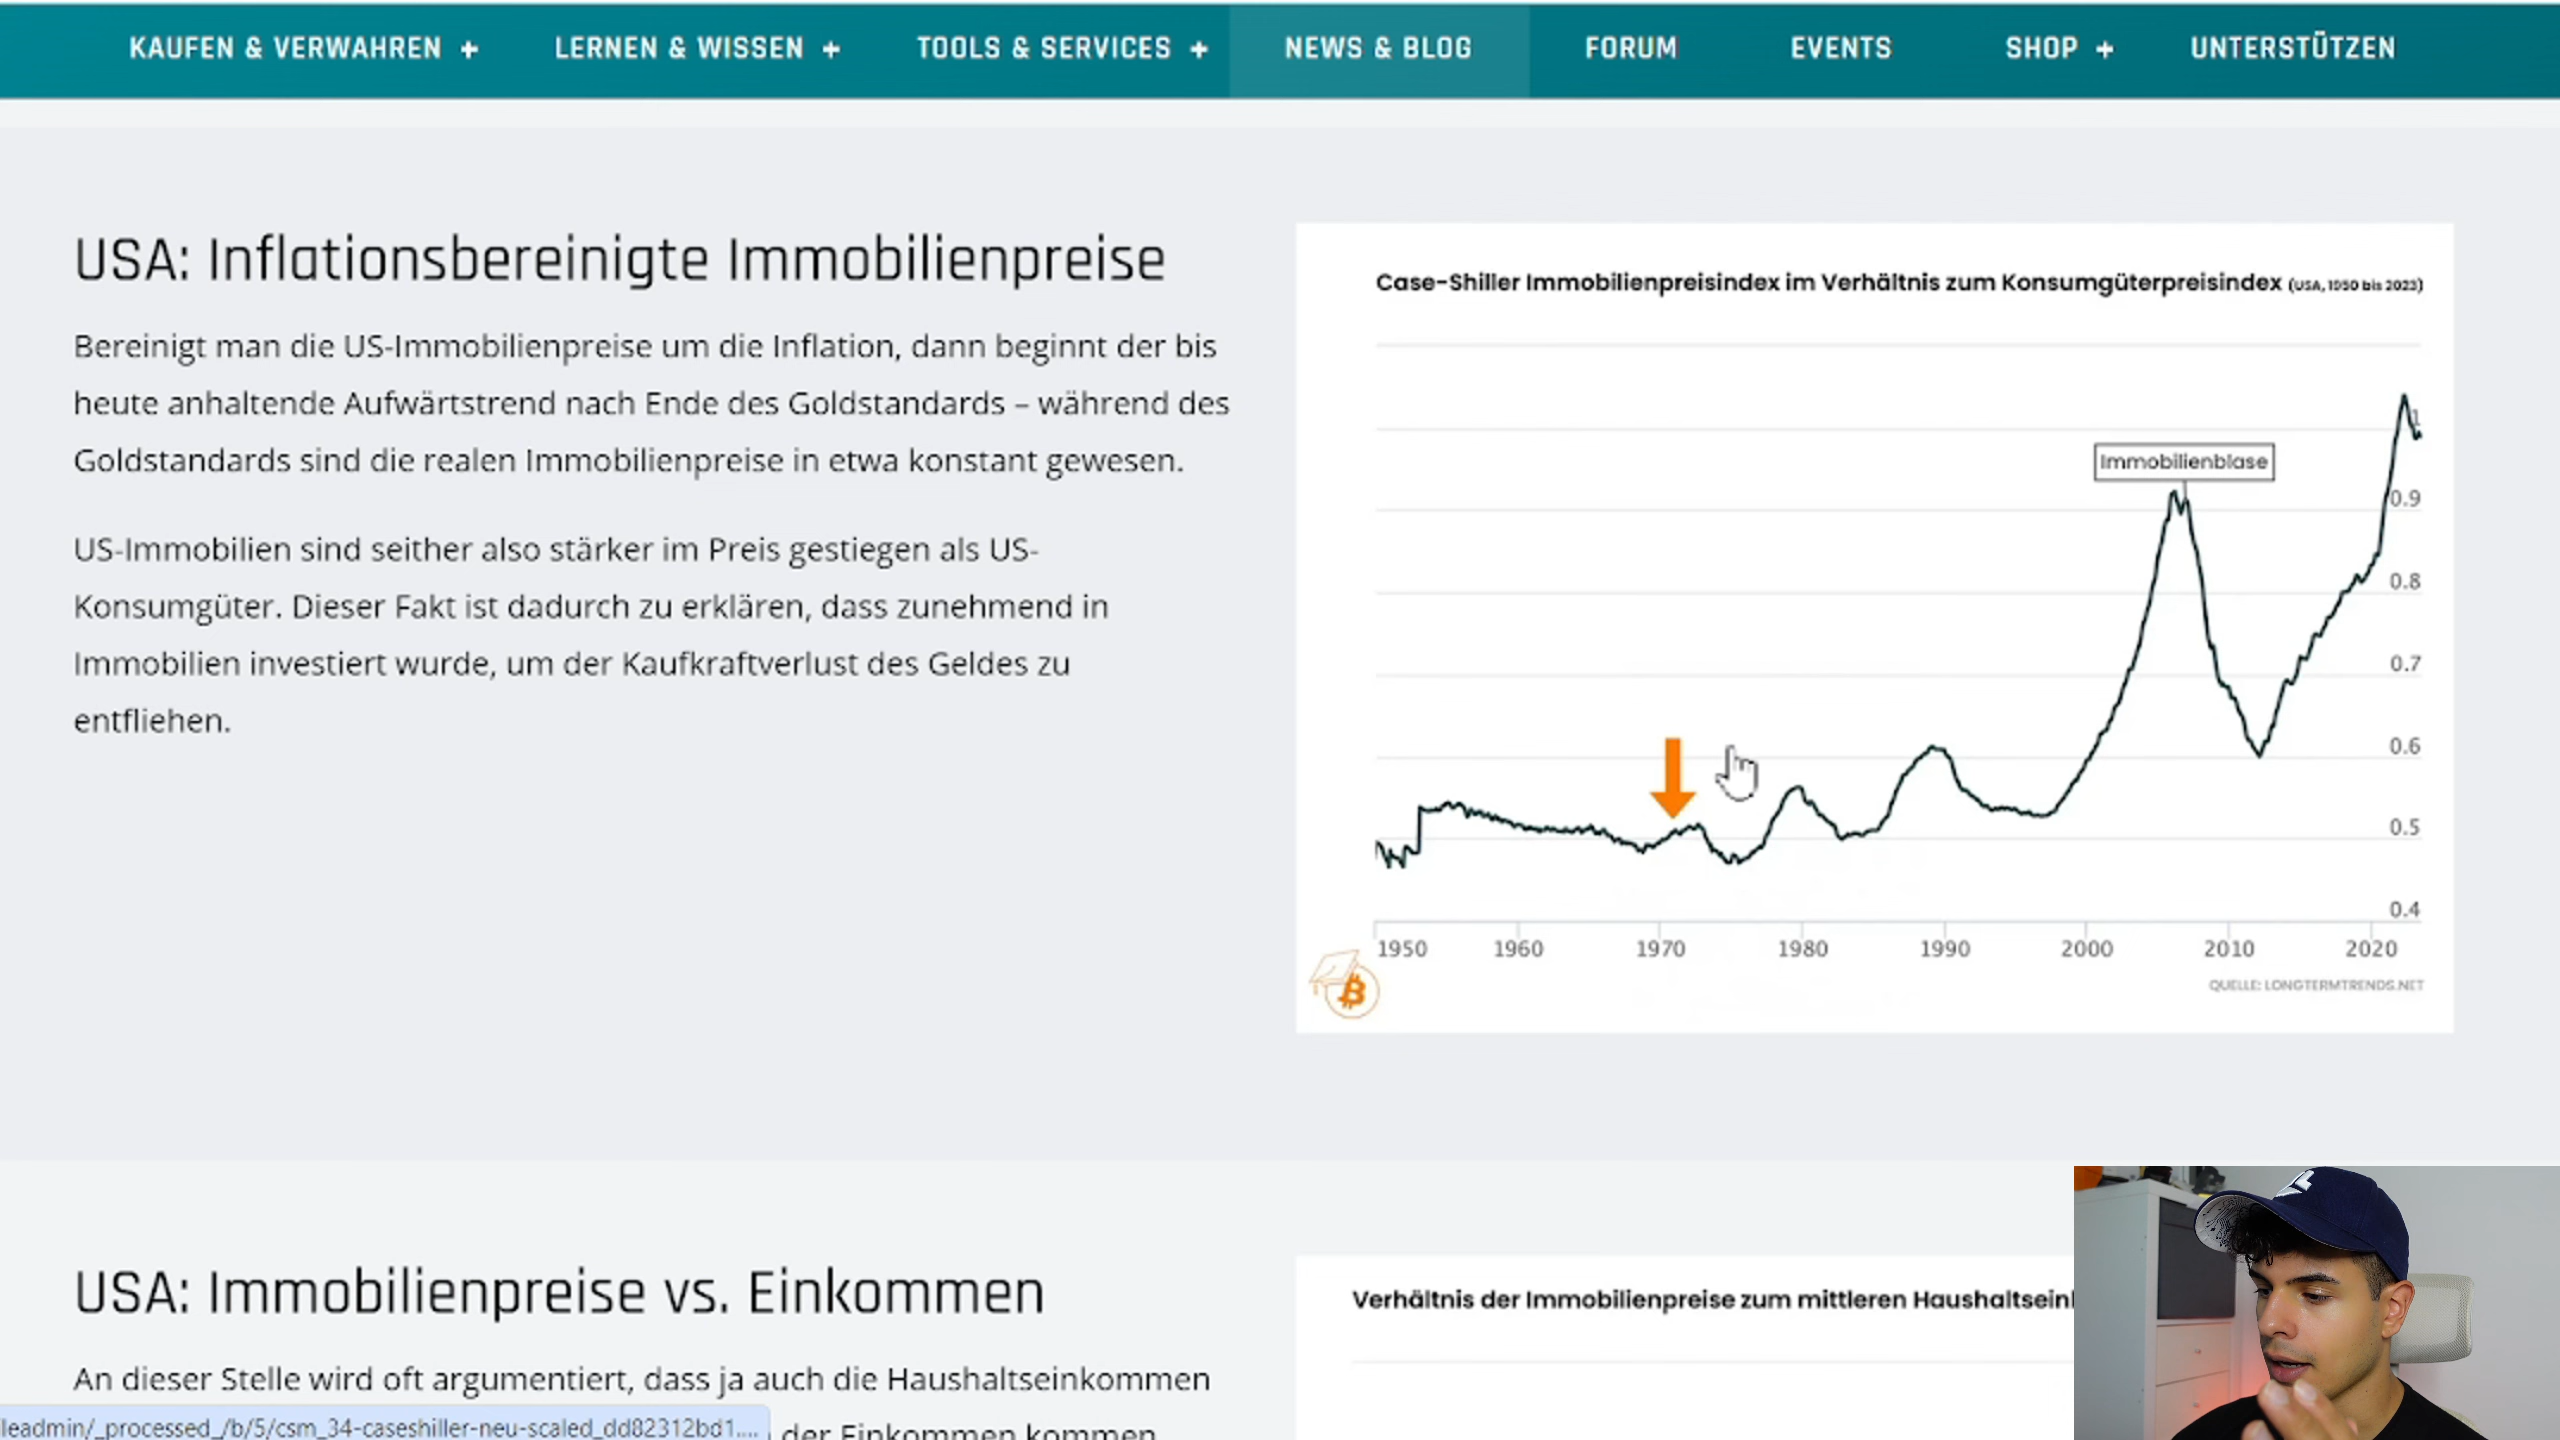 KAUFEN & VERWAHREN + LERNEN & WISSEN + TOOLS & SERVICES + NEWS & BLOG FORUM EVENTS SHOP + UNTERSTÜTZEN
USA: Inflationsbereinigte Immobilienpreise
Bereinigt man die US-Immobilienpreise um die Inflation, dann beginnt der bis
heute anhaltende Aufwärtstrend nach Ende des Goldstandards – während des
Goldstandards sind die realen Immobilienpreise in etwa konstant gewesen.
US-Immobilien sind seither also stärker im Preis gestiegen als US-
Konsumgüter. Dieser Fakt ist dadurch zu erklären, dass zunehmend in
Immobilien investiert wurde, um der Kaufkraftverlust des Geldes zu
entfliehen.
Case-Shiller Immobilienpreisindex im Verhältnis zum Konsumgüterpreisindex (USA, 1950 bis 2023)
1
Immobilienblase
0.9
0.8
0.7
0.6
0.5
0.4
1950 1960 1970 1980 1990 2000 2010 2020
QUELLE: LONGTERMTRENDS.NET
USA: Immobilienpreise vs. Einkommen
An dieser Stelle wird oft argumentiert, dass ja auch die Haushaltseinkommen
der Einkommen kommen
Verhältnis der Immobilienpreise zum mittleren Haushaltsein
leadmin/_processed_/b/5/csm_34-caseshiller-neu-scaled_dd82312bd1....